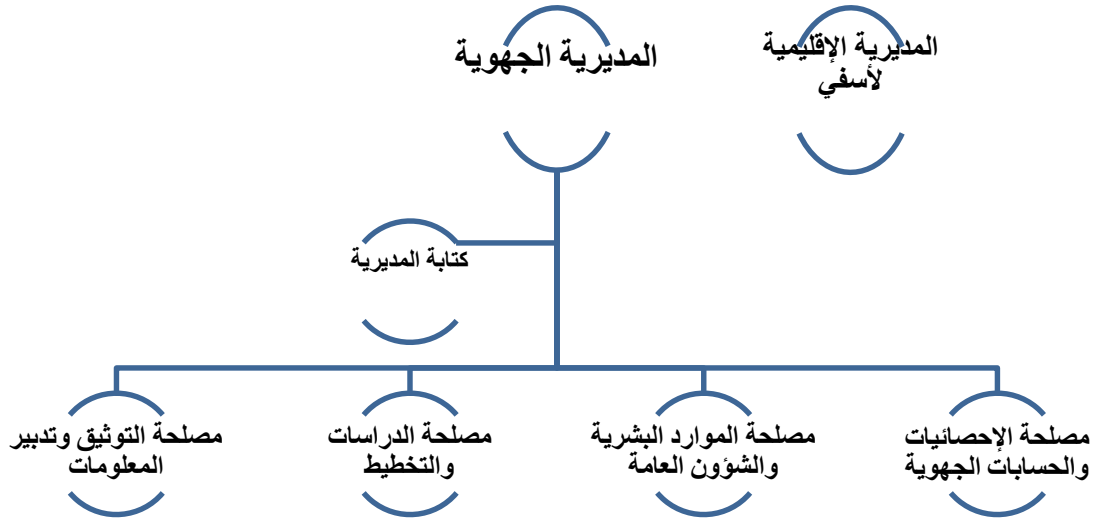 المديرية الإقليمية
لأسفي
المديرية الجهوية
كتابة المديرية
مصلحة الإحصائيات
والحسابات الجهوية
مصلحة الموارد البشرية
والشؤون العامة
مصلحة الدراسات
والتخطيط
مصلحة التوثيق وتدبير
المعلومات